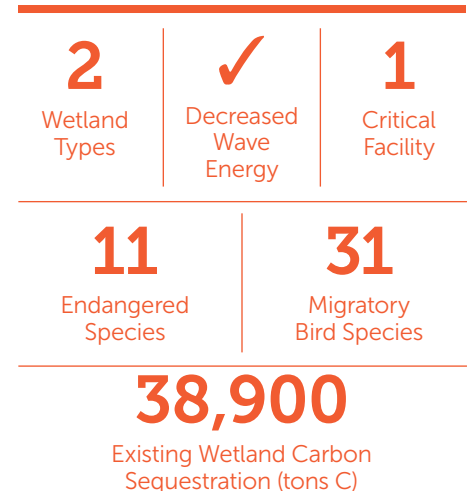 2
Wetland
Types
✓
Decreased
Wave
Energy
1
Critical
Facility
11
Endangered
Species
31
Migratory
Bird Species
38,900
Existing Wetland Carbon
Sequestration (tons C)